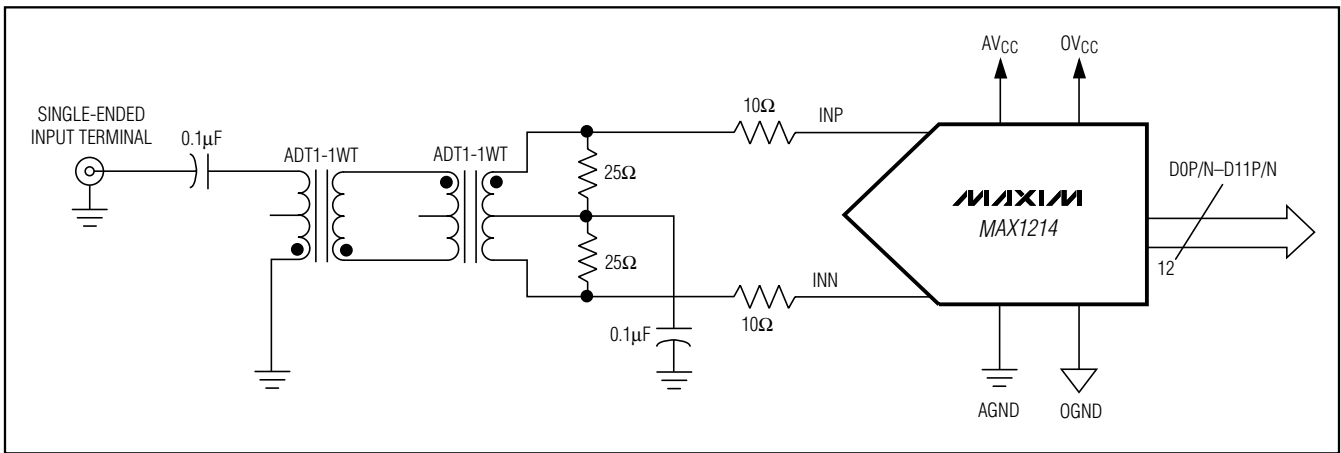 SINGLE-ENDED
INPUT TERMINAL
0.1μF
ADT1-1WT
ADT1-1WT
25Ω
25Ω
0.1μF
10Ω
INP
INN
10Ω
AVCC
OVCC
MAXIM
MAX1214
D0P/N–D11P/N
12
AGND
OGND